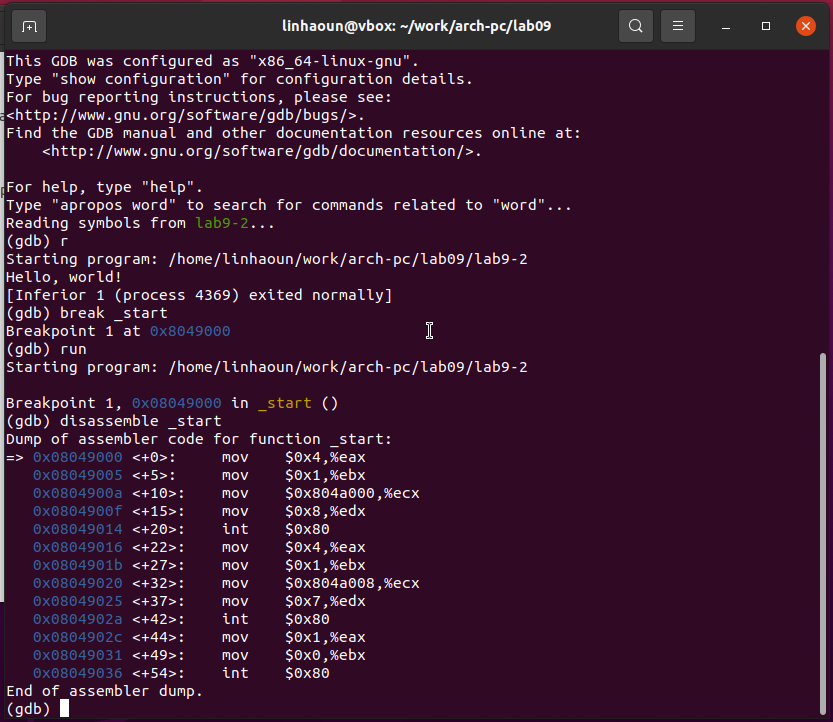 linhaoun@vbox: ~/work/arch-pc/lab09
This GDB was configured as "x86_64-linux-gnu".
Type "show configuration" for configuration details.
For bug reporting instructions, please see:
<http://www.gnu.org/software/gdb/bugs/>.
Find the GDB manual and other documentation resources online at:
    <http://www.gnu.org/software/gdb/documentation/>.
For help, type "help".
Type "apropos word" to search for commands related to "word"...
Reading symbols from lab9-2...
(gdb) r
Starting program: /home/linhaoun/work/arch-pc/lab09/lab9-2
Hello, world!
[Inferior 1 (process 4369) exited normally]
(gdb) break _start
Breakpoint 1 at 0x8049000
(gdb) run
Starting program: /home/linhaoun/work/arch-pc/lab09/lab9-2
Breakpoint 1, 0x08049000 in _start ()
(gdb) disassemble _start
Dump of assembler code for function _start:
=> 0x08049000 <+0>:     mov    $0x4,%eax
   0x08049005 <+5>:     mov    $0x1,%ebx
   0x0804900a <+10>:    mov    $0x804a000,%ecx
   0x0804900f <+15>:    mov    $0x8,%edx
   0x08049014 <+20>:    int    $0x80
   0x08049016 <+22>:    mov    $0x4,%eax
   0x0804901b <+27>:    mov    $0x1,%ebx
   0x08049020 <+32>:    mov    $0x804a008,%ecx
   0x08049025 <+37>:    mov    $0x7,%edx
   0x0804902a <+42>:    int    $0x80
   0x0804902c <+44>:    mov    $0x1,%eax
   0x08049031 <+49>:    mov    $0x0,%ebx
   0x08049036 <+54>:    int    $0x80
End of assembler dump.
(gdb)